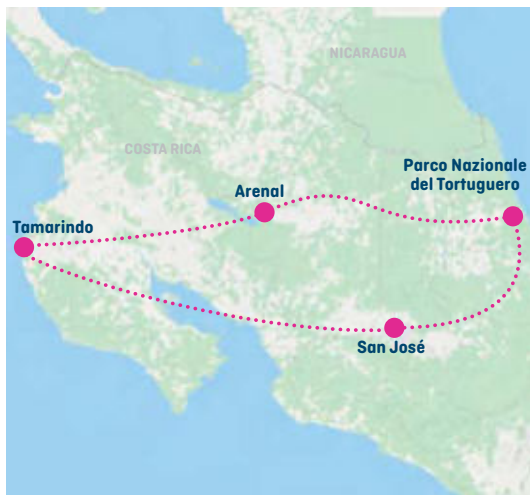 NICARAGUA
COSTA RICA
Parco Nazionale
del Tortuguero
Arenal
Tamarindo
San José